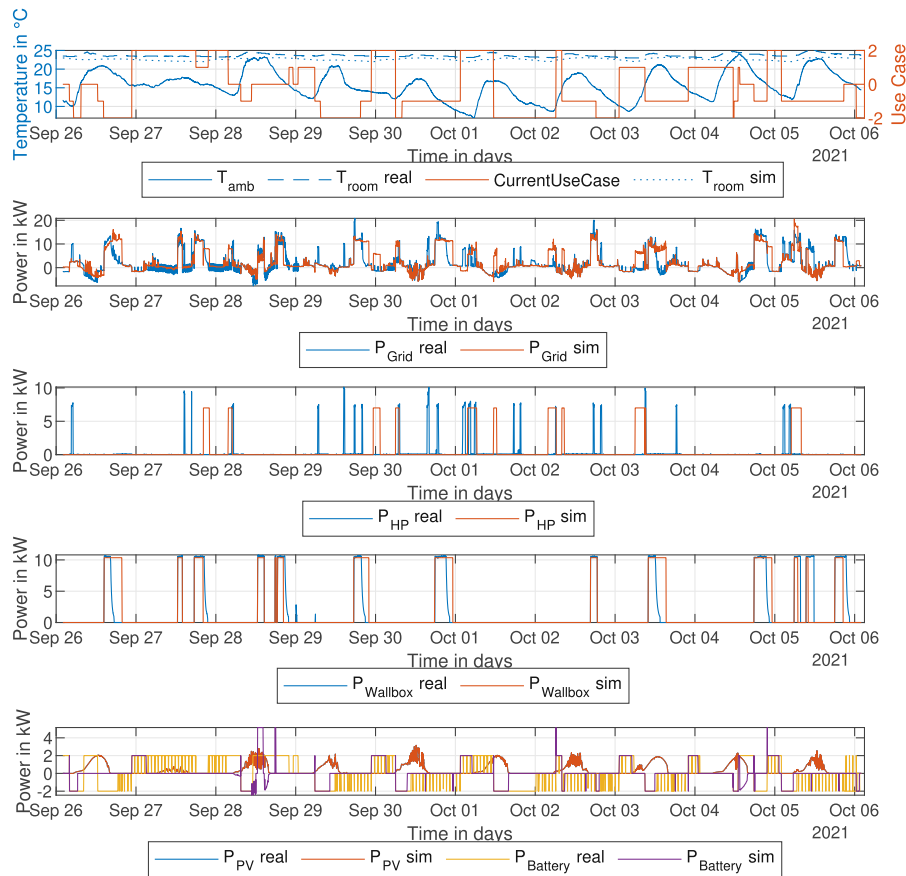 Temperature in °C
25
20
15
10
2
0
-2
Use Case
Sep 26 Sep 27 Sep 28 Sep 29 Sep 30 Oct 01 Oct 02 Oct 03 Oct 04 Oct 05 Oct 06
Time in days
2021
T_amb T_room real CurrentUseCase T_room sim
Power in kW
20
10
0
Sep 26 Sep 27 Sep 28 Sep 29 Sep 30 Oct 01 Oct 02 Oct 03 Oct 04 Oct 05 Oct 06
Time in days
2021
P_Grid real P_Grid sim
Power in kW
10
5
0
Sep 26 Sep 27 Sep 28 Sep 29 Sep 30 Oct 01 Oct 02 Oct 03 Oct 04 Oct 05 Oct 06
Time in days
2021
P_HP real P_HP sim
Power in kW
10
5
0
Sep 26 Sep 27 Sep 28 Sep 29 Sep 30 Oct 01 Oct 02 Oct 03 Oct 04 Oct 05 Oct 06
Time in days
2021
P_Wallbox real P_Wallbox sim
Power in kW
4
2
0
-2
Sep 26 Sep 27 Sep 28 Sep 29 Sep 30 Oct 01 Oct 02 Oct 03 Oct 04 Oct 05 Oct 06
Time in days
2021
P_PV real P_PV sim P_Battery real P_Battery sim